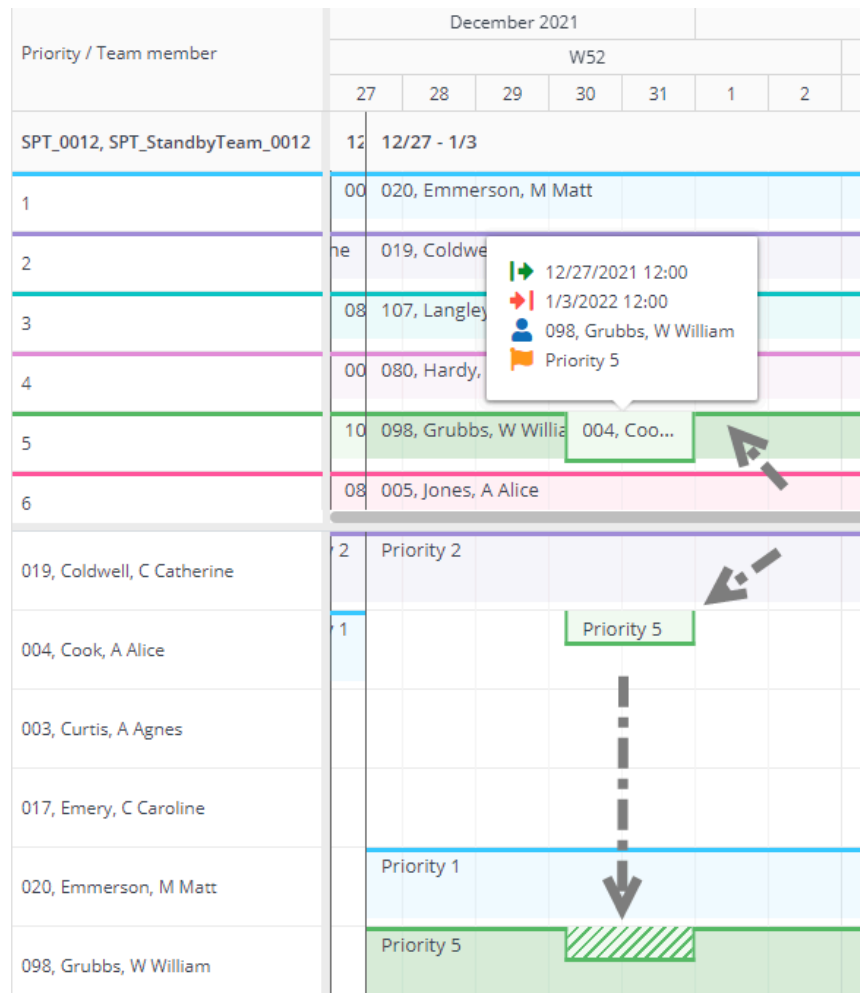 December 2021
Priority / Team member
W52
27 28 29 30 31 1 2
SPT_0012, SPT_StandbyTeam_0012 12 12/27 - 1/3
1 00 020, Emmerson, M Matt
2 ne 019, Coldwe
12/27/2021 12:00
1/3/2022 12:00
098, Grubbs, W William
Priority 5
3 08 107, Langley
4 00 080, Hardy,
5 10 098, Grubbs, W Willia 004, Coo...
6 08 005, Jones, A Alice
019, Coldwell, C Catherine 2 Priority 2
004, Cook, A Alice 1 Priority 5
003, Curtis, A Agnes
017, Emery, C Caroline
020, Emmerson, M Matt Priority 1
098, Grubbs, W William Priority 5